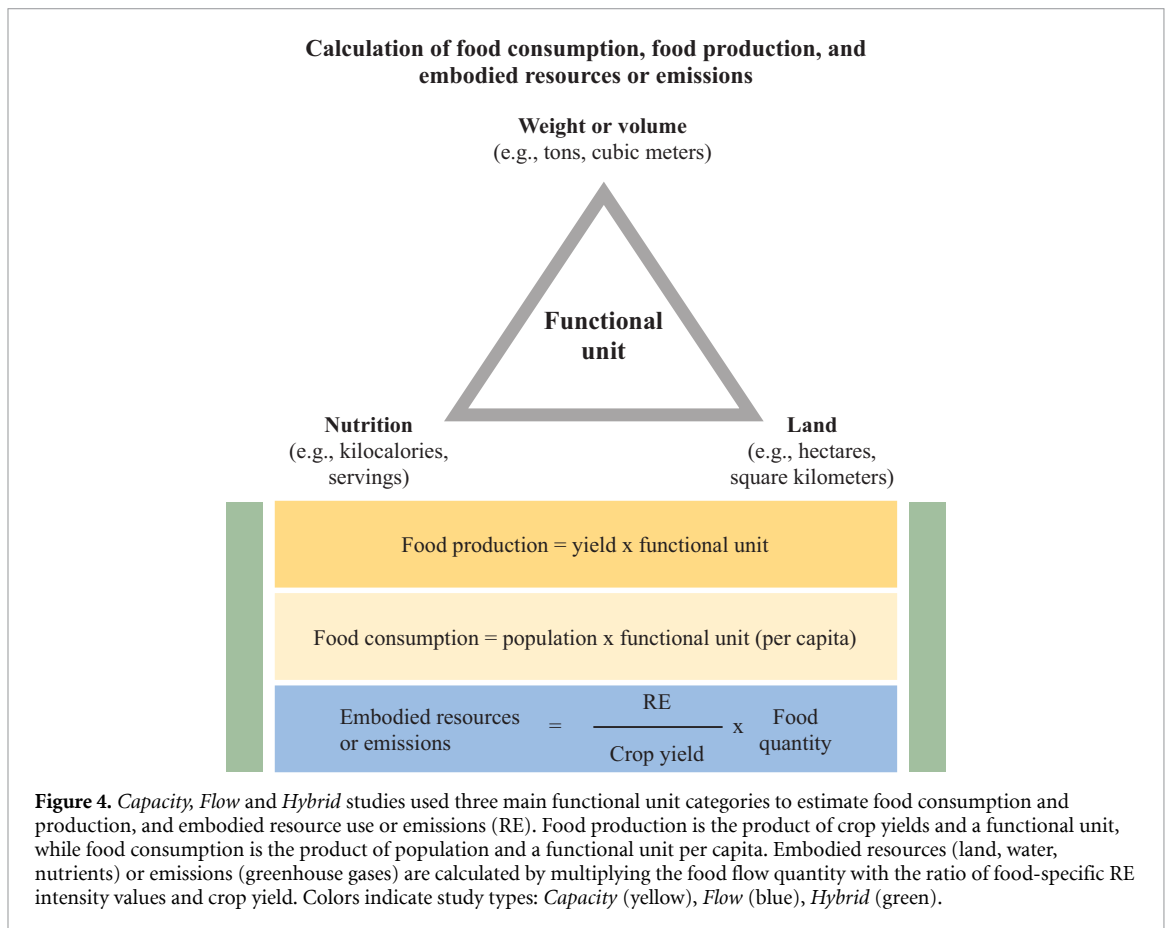 Calculation of food consumption, food production, and
embodied resources or emissions
Weight or volume
(e.g., tons, cubic meters)
Functional
unit
Nutrition
(e.g., kilocalories,
servings)
Land
(e.g., hectares,
square kilometers)
Food production = yield x functional unit
Food consumption = population x functional unit (per capita)
Embodied resources
or emissions
=
RE
Crop yield
x
Food
quantity
Figure 4. Capacity, Flow and Hybrid studies used three main functional unit categories to estimate food consumption and
production, and embodied resource use or emissions (RE). Food production is the product of crop yields and a functional unit,
while food consumption is the product of population and a functional unit per capita. Embodied resources (land, water,
nutrients) or emissions (greenhouse gases) are calculated by multiplying the food flow quantity with the ratio of food-specific RE
intensity values and crop yield. Colors indicate study types: Capacity (yellow), Flow (blue), Hybrid (green).